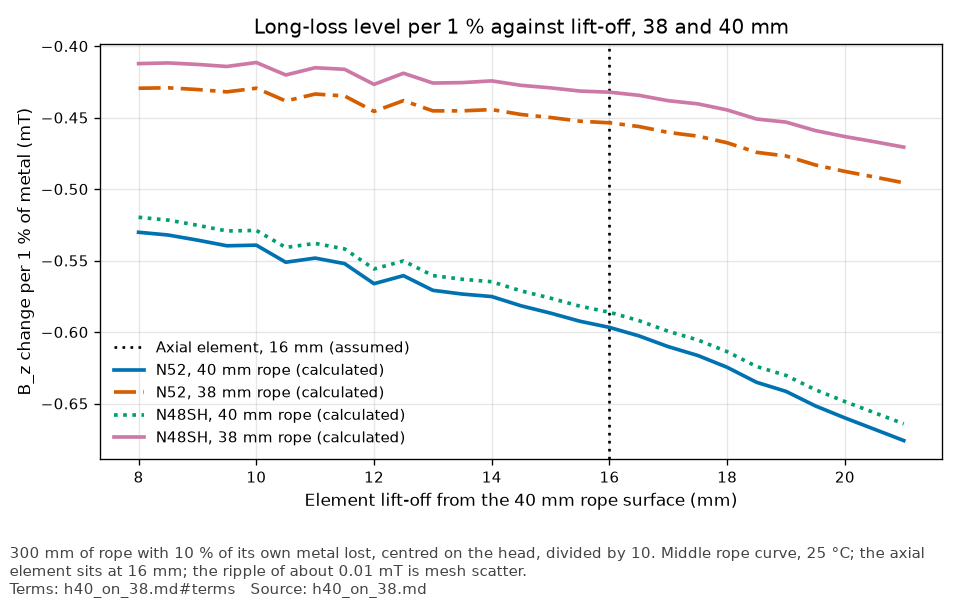 Long-loss level per 1 % against lift-off, 38 and 40 mm
B_z change per 1 % of metal (mT)
−0.40
−0.45
−0.50
−0.55
−0.60
−0.65
Axial element, 16 mm (assumed)
N52, 40 mm rope (calculated)
N52, 38 mm rope (calculated)
N48SH, 40 mm rope (calculated)
N48SH, 38 mm rope (calculated)
8 10 12 14 16 18 20
Element lift-off from the 40 mm rope surface (mm)
300 mm of rope with 10 % of its own metal lost, centred on the head, divided by 10. Middle rope curve, 25 °C; the axial
element sits at 16 mm; the ripple of about 0.01 mT is mesh scatter.
Terms: h40_on_38.md#terms Source: h40_on_38.md